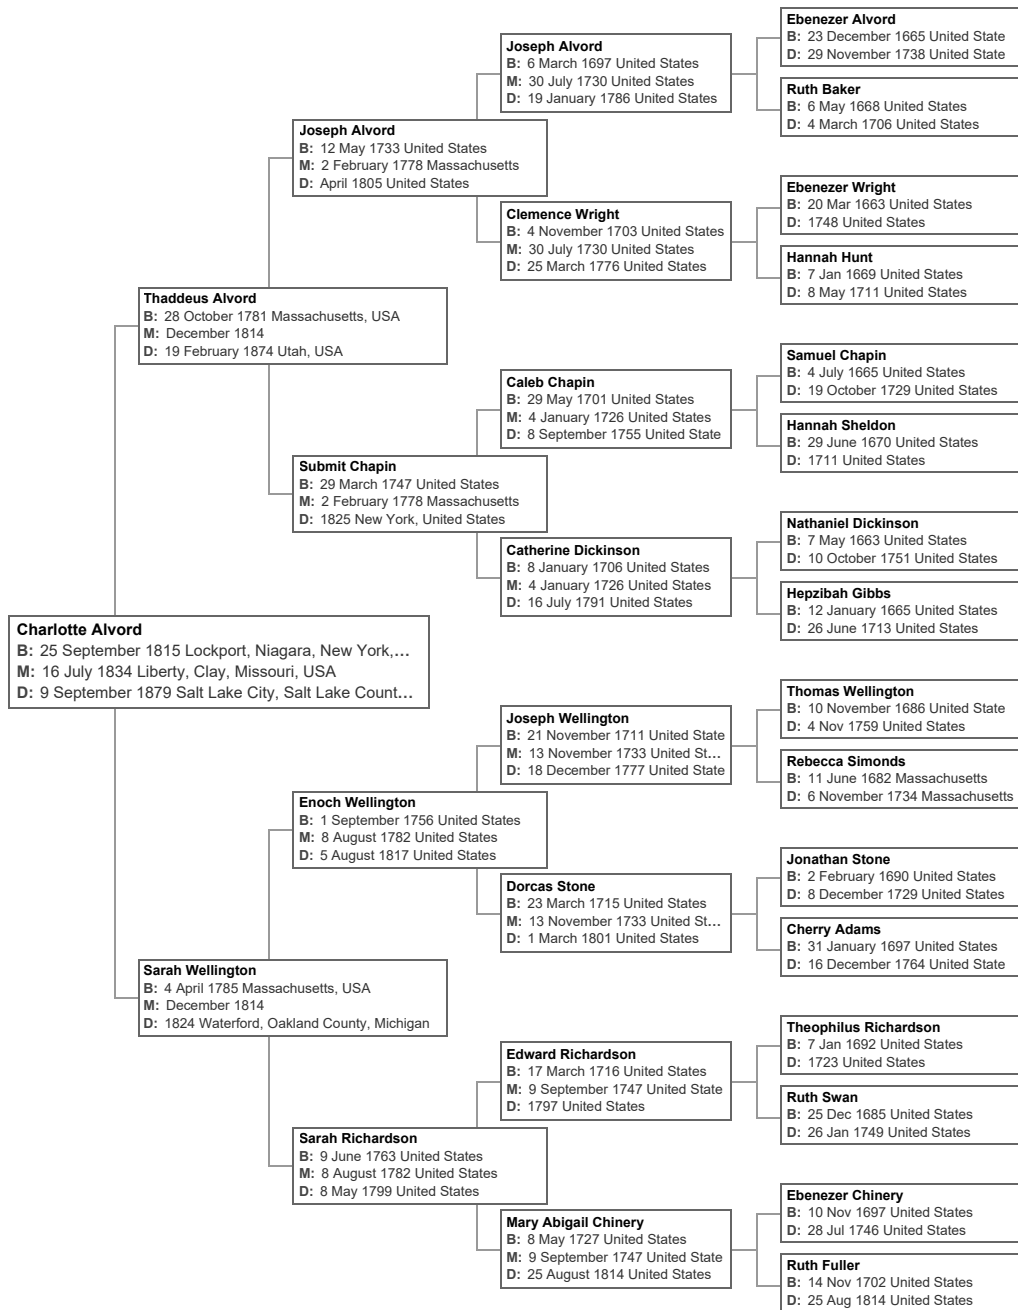 Ebenezer Alvord
B: 23 December 1665 United State
D: 29 November 1738 United State
Joseph Alvord
B: 6 March 1697 United States
M: 30 July 1730 United States
D: 19 January 1786 United States
Ruth Baker
B: 6 May 1668 United States
D: 4 March 1706 United States
Joseph Alvord
B: 12 May 1733 United States
M: 2 February 1778 Massachusetts
D: April 1805 United States
Ebenezer Wright
B: 20 Mar 1663 United States
D: 1748 United States
Clemence Wright
B: 4 November 1703 United States
M: 30 July 1730 United States
D: 25 March 1776 United States
Hannah Hunt
B: 7 Jan 1669 United States
D: 8 May 1711 United States
Thaddeus Alvord
B: 28 October 1781 Massachusetts, USA
M: December 1814
D: 19 February 1874 Utah, USA
Samuel Chapin
B: 4 July 1665 United States
D: 19 October 1729 United States
Caleb Chapin
B: 29 May 1701 United States
M: 4 January 1726 United States
D: 8 September 1755 United State
Hannah Sheldon
B: 29 June 1670 United States
D: 1711 United States
Submit Chapin
B: 29 March 1747 United States
M: 2 February 1778 Massachusetts
D: 1825 New York, United States
Nathaniel Dickinson
B: 7 May 1663 United States
D: 10 October 1751 United States
Catherine Dickinson
B: 8 January 1706 United States
M: 4 January 1726 United States
D: 16 July 1791 United States
Hepzibah Gibbs
B: 12 January 1665 United States
D: 26 June 1713 United States
Charlotte Alvord
B: 25 September 1815 Lockport, Niagara, New York,...
M: 16 July 1834 Liberty, Clay, Missouri, USA
D: 9 September 1879 Salt Lake City, Salt Lake Count...
Thomas Wellington
B: 10 November 1686 United State
D: 4 Nov 1759 United States
Joseph Wellington
B: 21 November 1711 United State
M: 13 November 1733 United St...
D: 18 December 1777 United State
Rebecca Simonds
B: 11 June 1682 Massachusetts
D: 6 November 1734 Massachusetts
Enoch Wellington
B: 1 September 1756 United States
M: 8 August 1782 United States
D: 5 August 1817 United States
Jonathan Stone
B: 2 February 1690 United States
D: 8 December 1729 United States
Dorcas Stone
B: 23 March 1715 United States
M: 13 November 1733 United St...
D: 1 March 1801 United States
Cherry Adams
B: 31 January 1697 United States
D: 16 December 1764 United State
Sarah Wellington
B: 4 April 1785 Massachusetts, USA
M: December 1814
D: 1824 Waterford, Oakland County, Michigan
Theophilus Richardson
B: 7 Jan 1692 United States
D: 1723 United States
Edward Richardson
B: 17 March 1716 United States
M: 9 September 1747 United State
D: 1797 United States
Ruth Swan
B: 25 Dec 1685 United States
D: 26 Jan 1749 United States
Sarah Richardson
B: 9 June 1763 United States
M: 8 August 1782 United States
D: 8 May 1799 United States
Ebenezer Chinery
B: 10 Nov 1697 United States
D: 28 Jul 1746 United States
Mary Abigail Chinery
B: 8 May 1727 United States
M: 9 September 1747 United State
D: 25 August 1814 United States
Ruth Fuller
B: 14 Nov 1702 United States
D: 25 Aug 1814 United States